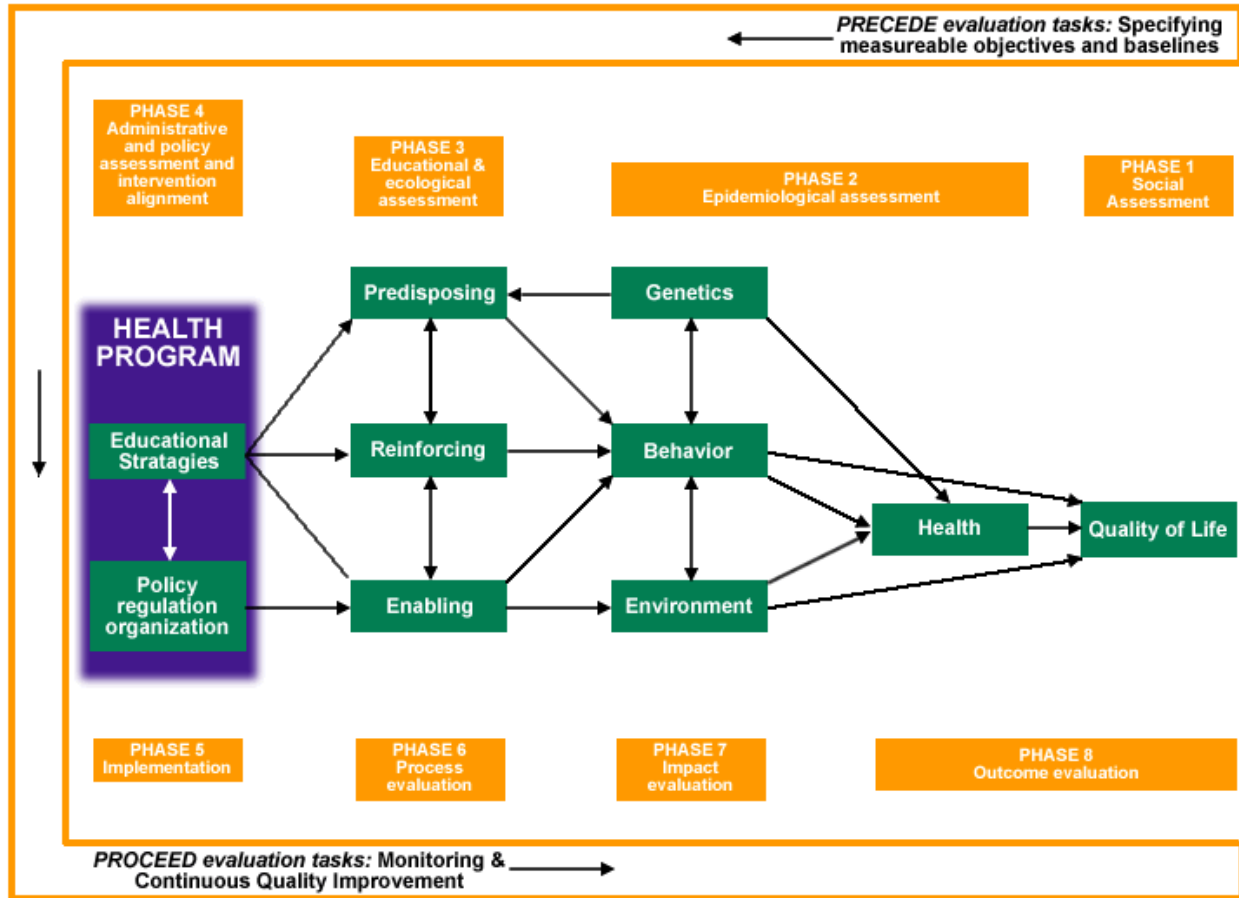 PRECEDE evaluation tasks: Specifying
measureable objectives and baselines
PHASE 4
Administrative
and policy
assessment and
intervention
alignment
PHASE 3
Educational &
ecological
assessment
PHASE 2
Epidemiological assessment
PHASE 1
Social
Assessment
HEALTH
PROGRAM
Educational
Stratagies
Policy
regulation
organization
Predisposing
Reinforcing
Enabling
Genetics
Behavior
Environment
Health
Quality of Life
PHASE 5
Implementation
PHASE 6
Process
evaluation
PHASE 7
Impact
evaluation
PHASE 8
Outcome evaluation
PROCEED evaluation tasks: Monitoring &
Continuous Quality Improvement